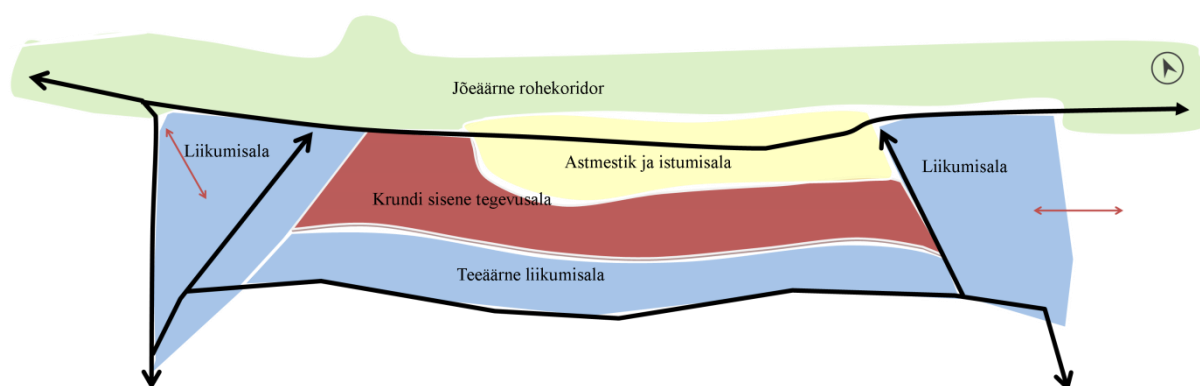 Jõeäärne rohekoridor
Liikumisala
Astmestik ja istumisala
Liikumisala
Krundi sisene tegevusala
Teeäärne liikumisala